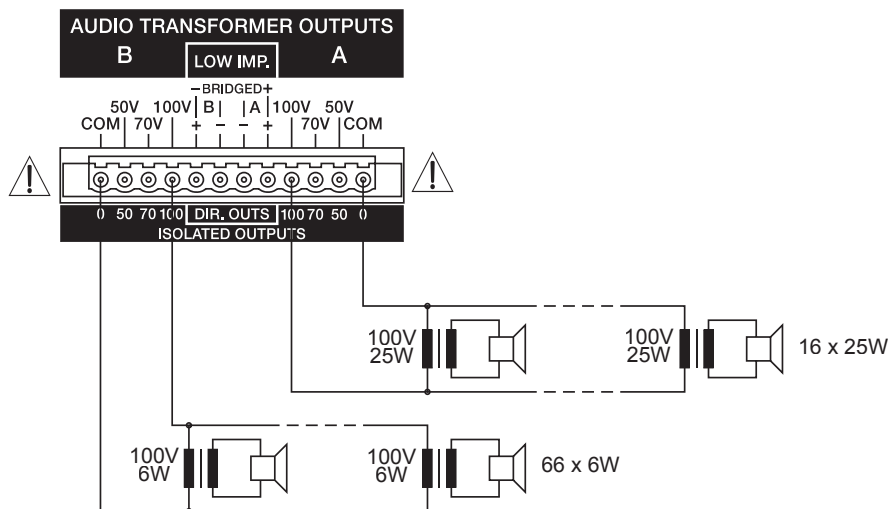 AUDIO TRANSFORMER OUTPUTS
B LOW IMP. A
-BRIDGED+
50V 100V B A 100V 50V
COM 70V + - - + 70V COM
0 50 70 100 DIR. OUTS 100 70 50 0
ISOLATED OUTPUTS
100V
25W
100V
25W
16 x 25W
100V
6W
100V
6W
66 x 6W